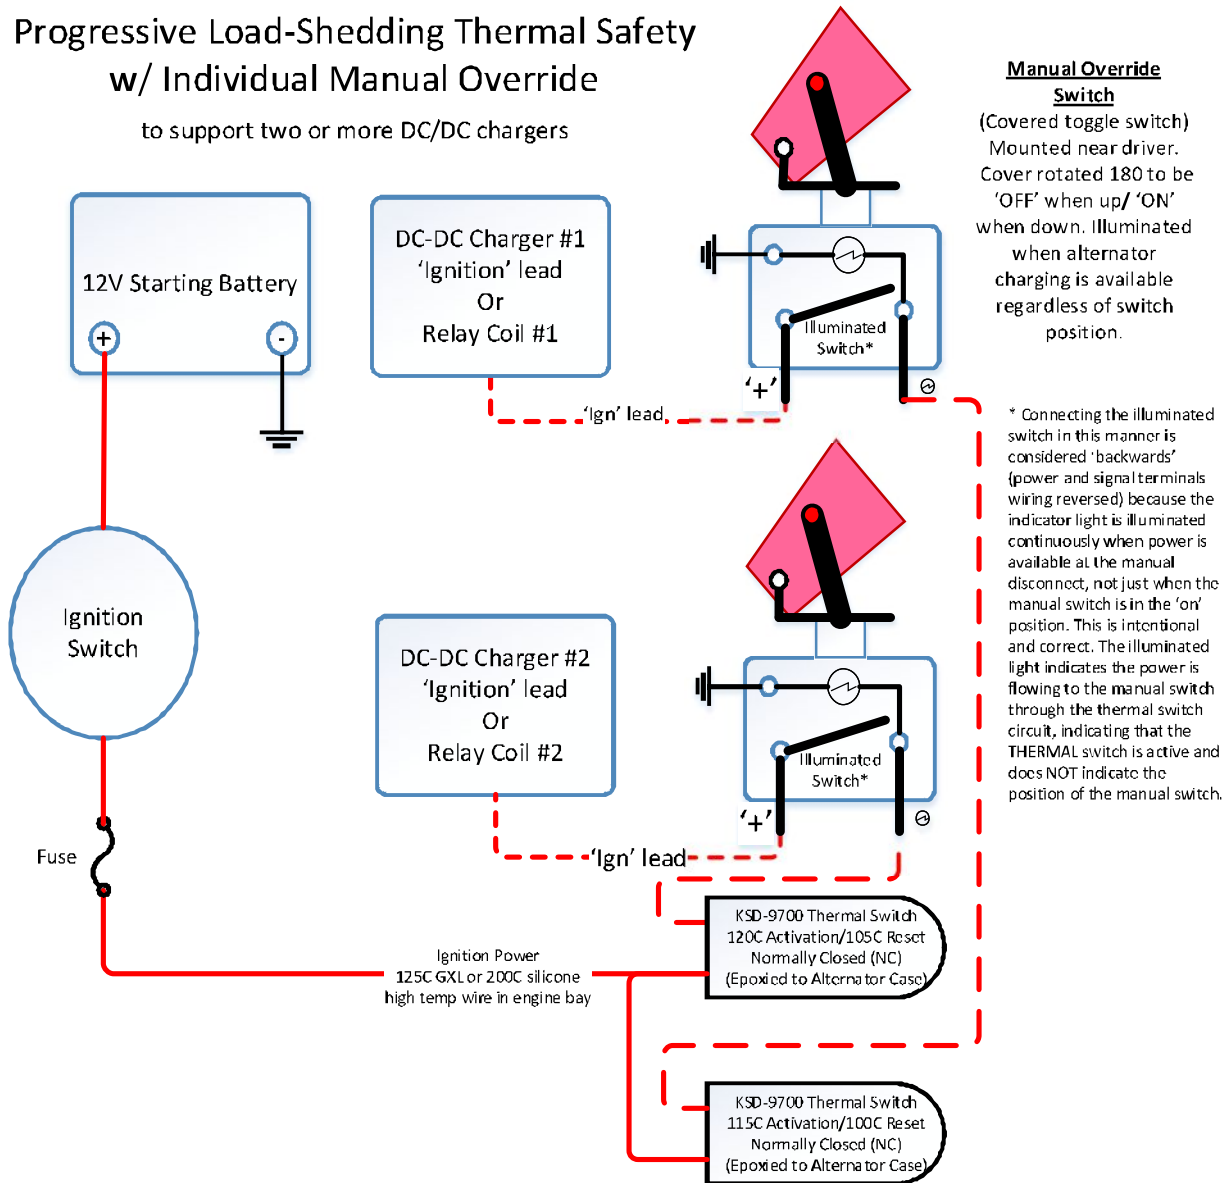 Progressive Load-Shedding Thermal Safety
w/ Individual Manual Override
to support two or more DC/DC chargers
12V Starting Battery
+
-
DC-DC Charger #1
‘Ignition’ lead
Or
Relay Coil #1
‘Ign’ lead
Illuminated
Switch*
‘+’
Manual Override
Switch
(Covered toggle switch)
Mounted near driver.
Cover rotated 180 to be
‘OFF’ when up/ ‘ON’
when down. Illuminated
when alternator
charging is available
regardless of switch
position.
* Connecting the illuminated
switch in this manner is
considered ‘backwards’
(power and signal terminals
wiring reversed) because the
indicator light is illuminated
continuously when power is
available at the manual
disconnect, not just when the
manual switch is in the ‘on’
position. This is intentional
and correct. The illuminated
light indicates the power is
flowing to the manual switch
through the thermal switch
circuit, indicating that the
THERMAL switch is active and
does NOT indicate the
position of the manual switch.
Ignition
Switch
DC-DC Charger #2
‘Ignition’ lead
Or
Relay Coil #2
‘Ign’ lead
Illuminated
Switch*
‘+’
Fuse
Ignition Power
125C GXL or 200C silicone
high temp wire in engine bay
KSD-9700 Thermal Switch
120C Activation/105C Reset
Normally Closed (NC)
(Epoxied to Alternator Case)
KSD-9700 Thermal Switch
115C Activation/100C Reset
Normally Closed (NC)
(Epoxied to Alternator Case)